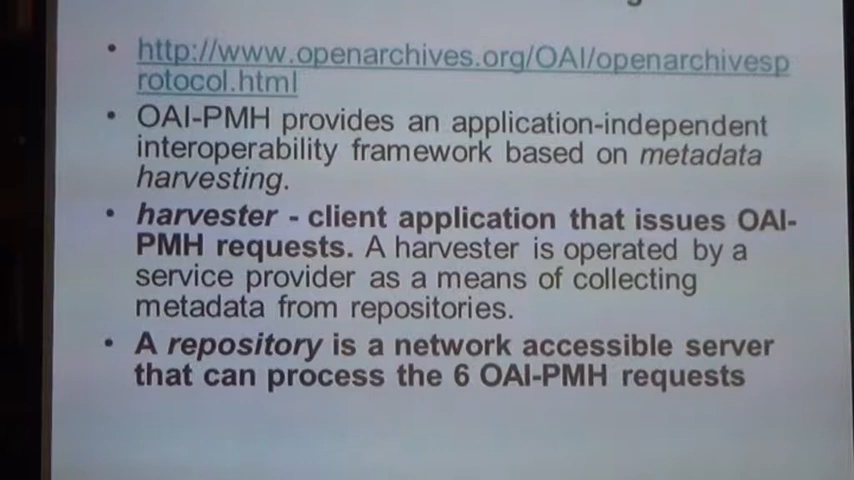 • http://www.openarchives.org/OAI/openarchivesp
rotocol.html
• OAI-PMH provides an application-independent
interoperability framework based on metadata
harvesting.
• harvester - client application that issues OAI-
PMH requests. A harvester is operated by a
service provider as a means of collecting
metadata from repositories.
• A repository is a network accessible server
that can process the 6 OAI-PMH requests